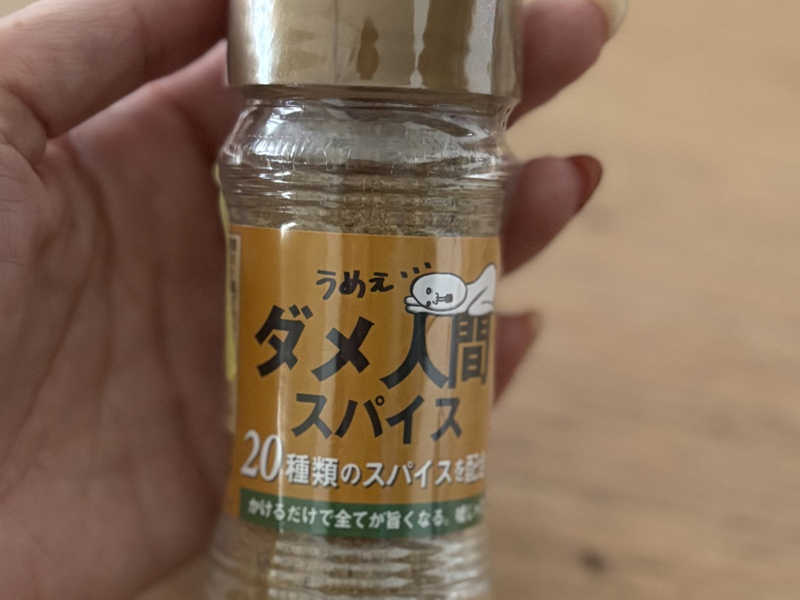 うめえ…
ダメ人間
スパイス
20種類のスパイスを配合
かけるだけで全てが旨くなる。